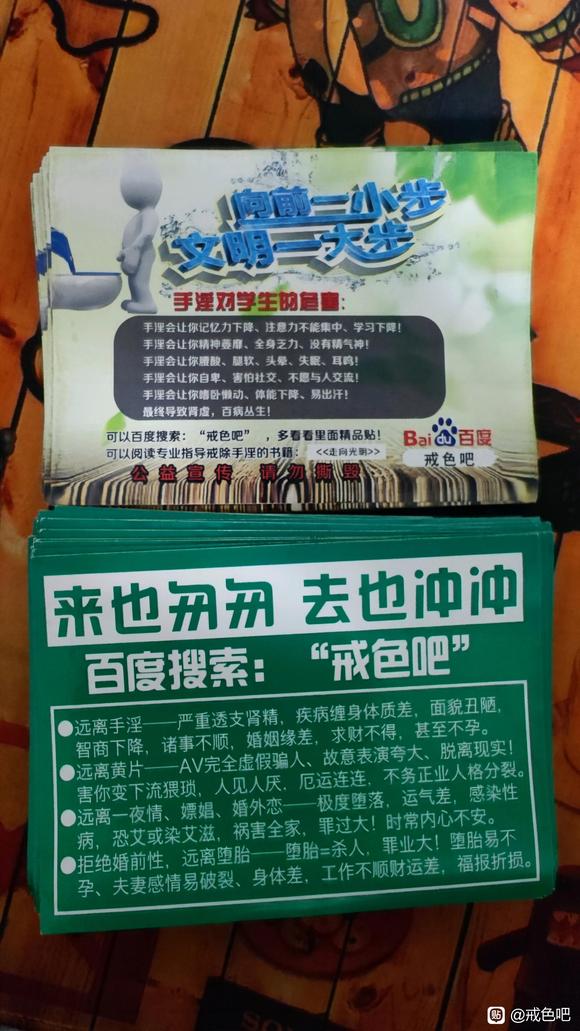 向前一小步
文明一大步
手淫对学生的危害：
手淫会让你记忆力下降、注意力不能集中、学习下降！
手淫会让你精神萎靡、全身乏力、没有精气神！
手淫会让你腰酸、腿软、头晕、失眠、耳鸣！
手淫会让你自卑、害怕社交、不愿与人交流！
手淫会让你嗜卧懒动、体能下降、易出汗！
最终导致肾虚，百病丛生！
可以百度搜索：“戒色吧”，多看看里面精品贴！
可以阅读专业指导戒除手淫的书籍：<<走向光明>>
Bai du 百度
戒色吧
公益宣传 请勿撕毁
来也匆匆 去也冲冲
百度搜索：“戒色吧”
●远离手淫——严重透支肾精，疾病缠身体质差，面貌丑陋，
智商下降，诸事不顺，婚姻缘差，求财不得，甚至不孕。
●远离黄片——AV完全虚假骗人、故意表演夸大、脱离现实！
害你变下流猥琐，人见人厌.厄运连连，不务正业人格分裂。
●远离一夜情、嫖娼、婚外恋——极度堕落，运气差，感染性
病，恐艾或染艾滋，祸害全家，罪过大！时常内心不安。
●拒绝婚前性，远离堕胎——堕胎=杀人，罪业大！堕胎易不
孕、夫妻感情易破裂、身体差，工作不顺财运差，福报折损。
贴 @戒色吧